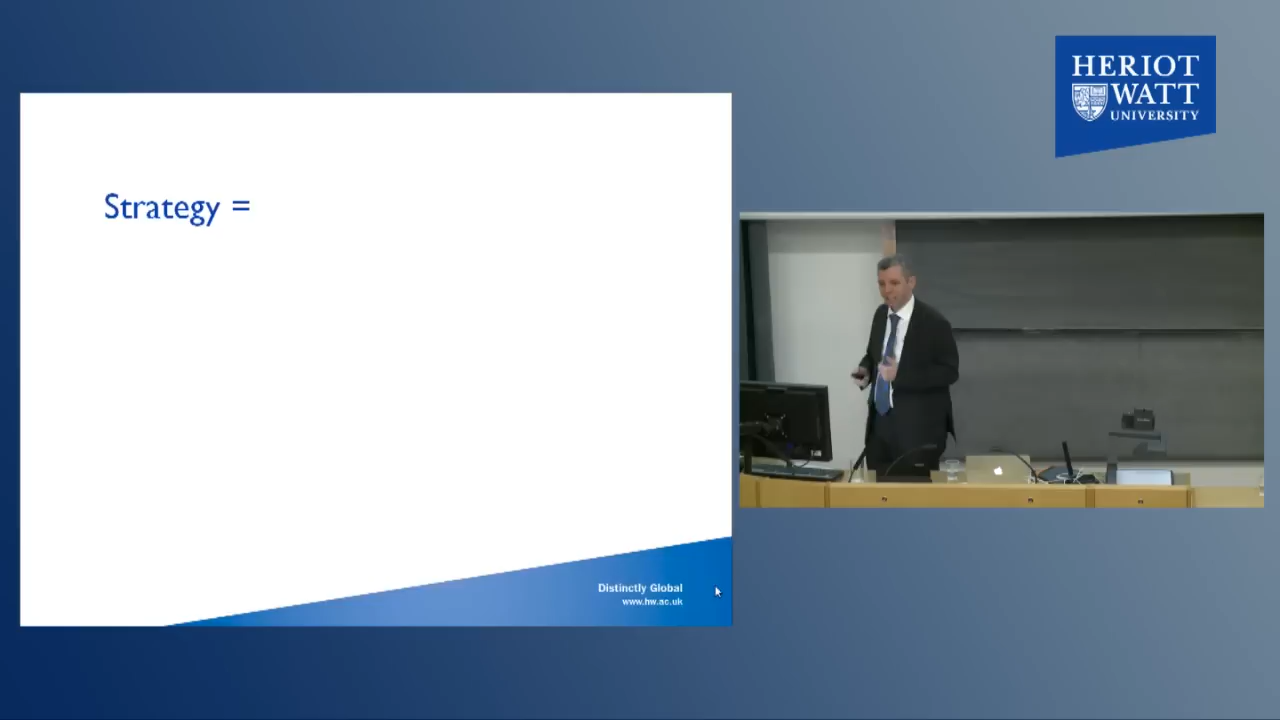 HERIOT
WATT
UNIVERSITY
Strategy =
Distinctly Global
www.hw.ac.uk